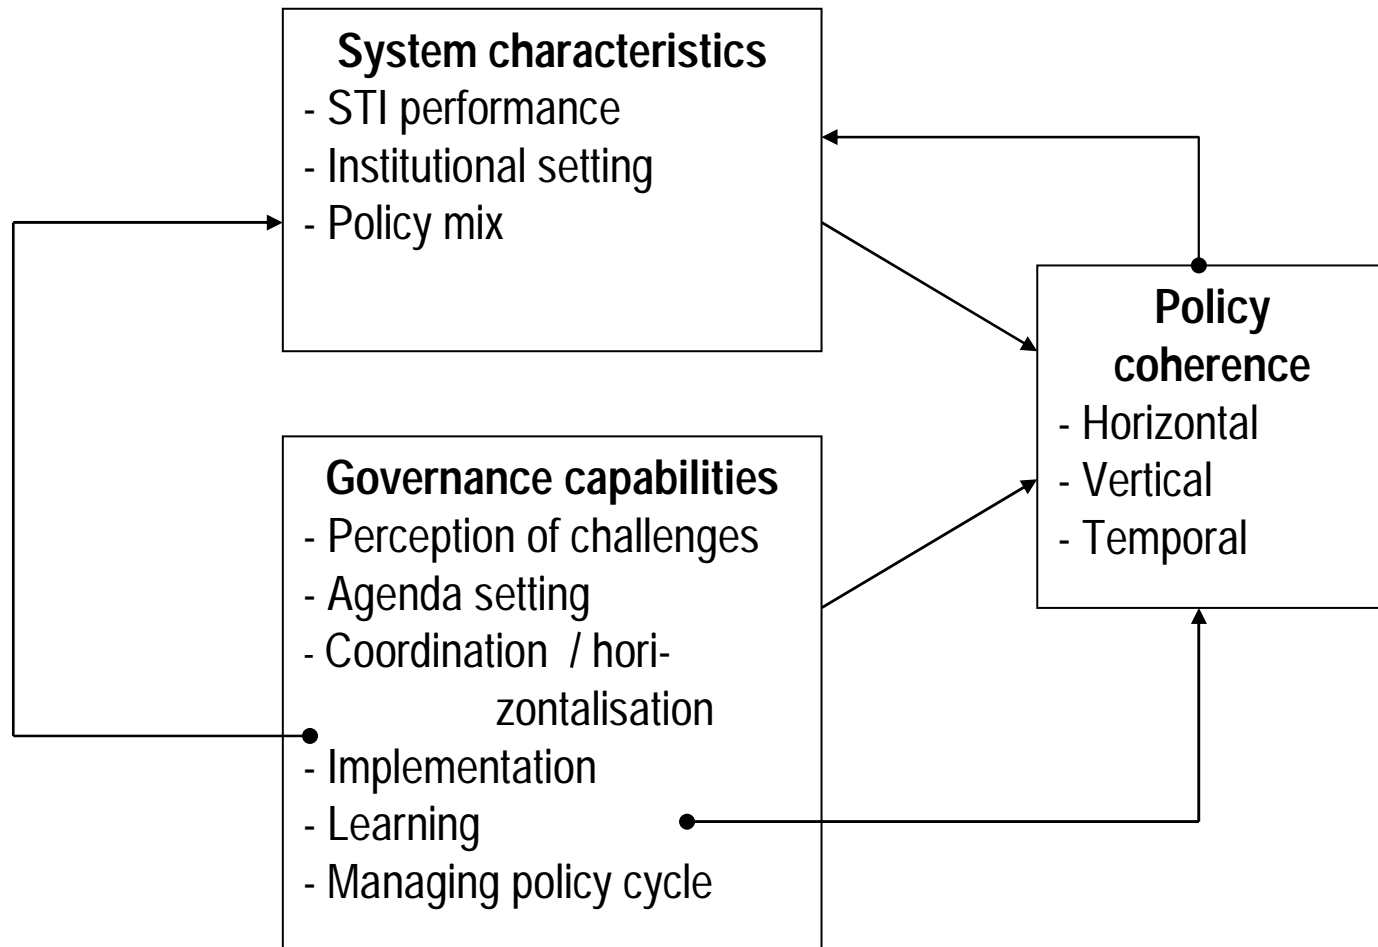 System characteristics
- STI performance
- Institutional setting
- Policy mix
Policy
coherence
- Horizontal
- Vertical
- Temporal
Governance capabilities
- Perception of challenges
- Agenda setting
- Coordination / hori-
zontalisation
- Implementation
- Learning
- Managing policy cycle